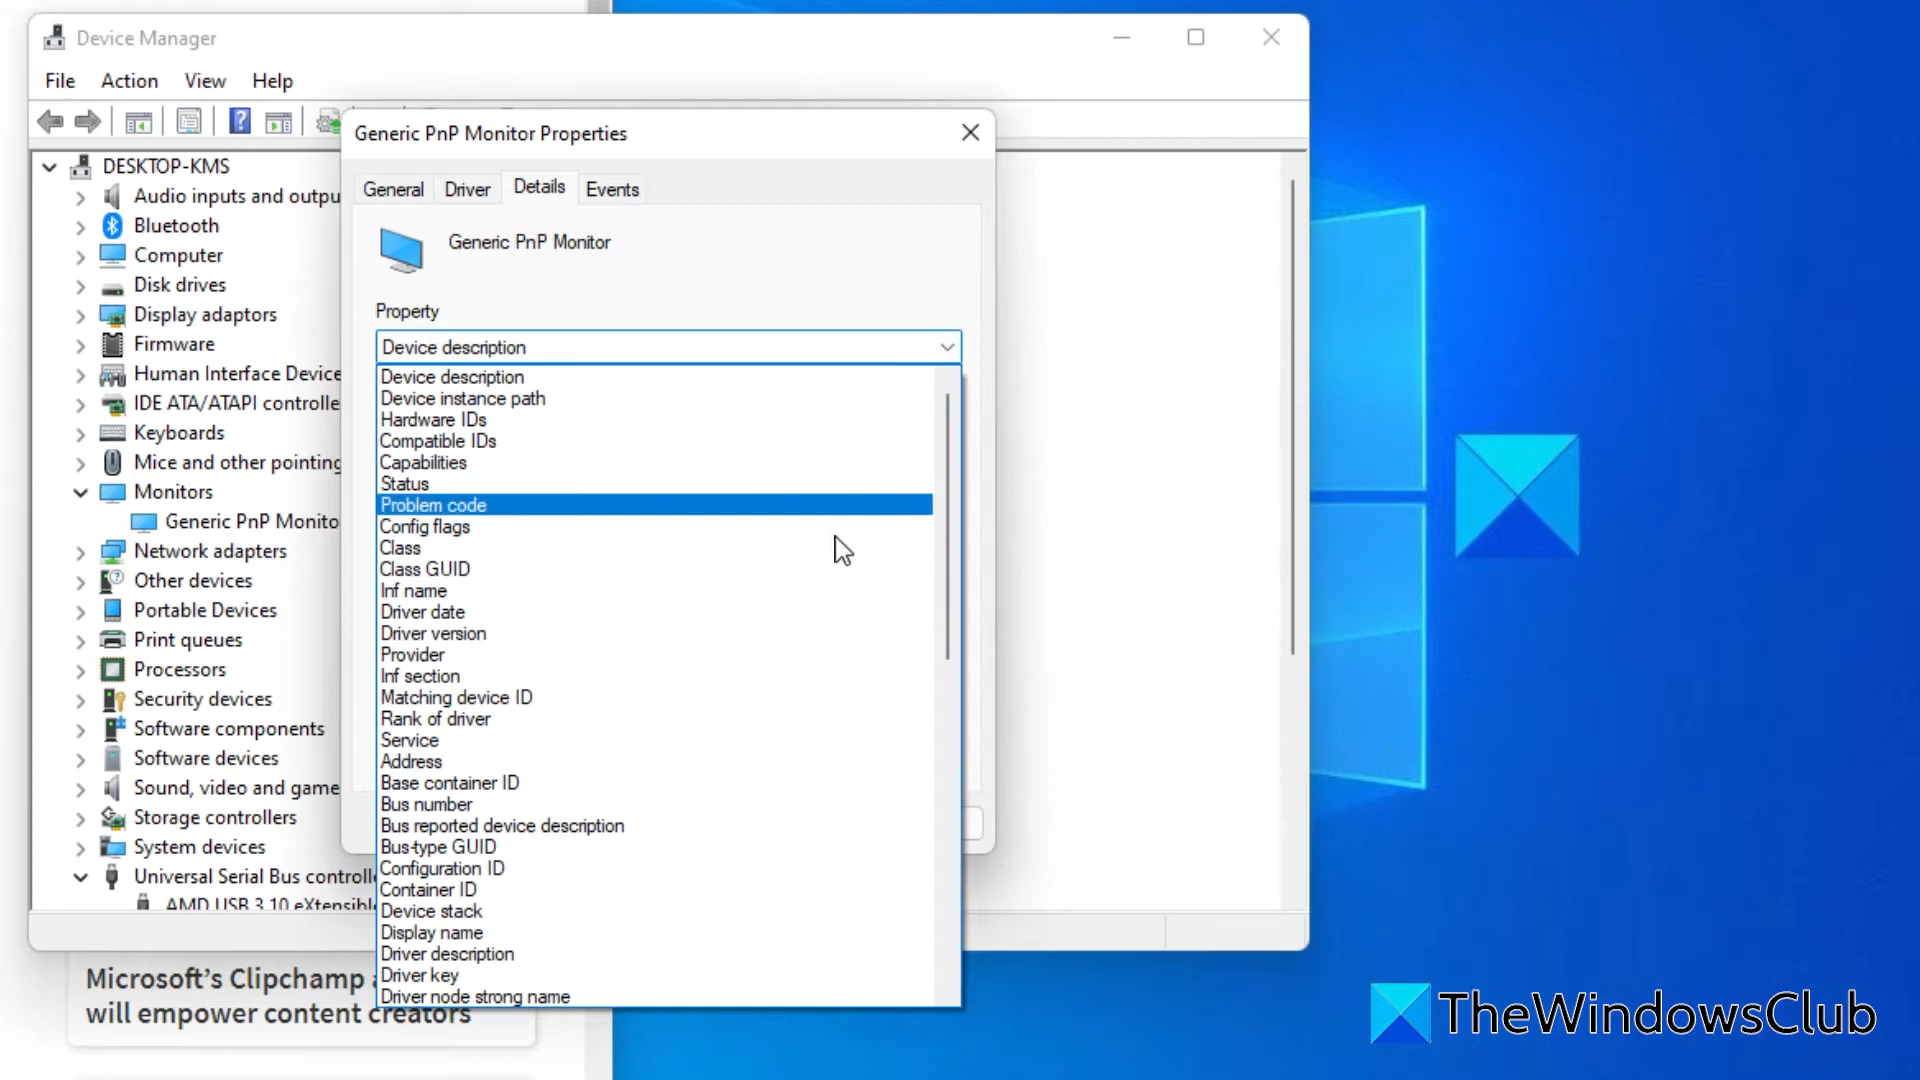 Device Manager
File Action View Help
Generic PnP Monitor Properties
DESKTOP-KMS
Audio inputs and outpu
Bluetooth
Computer
Disk drives
Display adaptors
Firmware
Human Interface Device
IDE ATA/ATAPI controlle
Keyboards
Mice and other pointing
Monitors
Generic PnP Monito
Network adapters
Other devices
Portable Devices
Print queues
Processors
Security devices
Software components
Software devices
Sound, video and game
Storage controllers
System devices
Universal Serial Bus controlle
AMD USB 3.10 eXtensible
General Driver Details Events
Generic PnP Monitor
Property
Device description
Device description
Device instance path
Hardware IDs
Compatible IDs
Capabilities
Status
Problem code
Config flags
Class
Class GUID
Inf name
Driver date
Driver version
Provider
Inf section
Matching device ID
Rank of driver
Service
Address
Base container ID
Bus number
Bus reported device description
Bus-type GUID
Configuration ID
Container ID
Device stack
Display name
Driver description
Driver key
Driver node strong name
Microsoft's Clipchamp
will empower content creators
TheWindowsClub